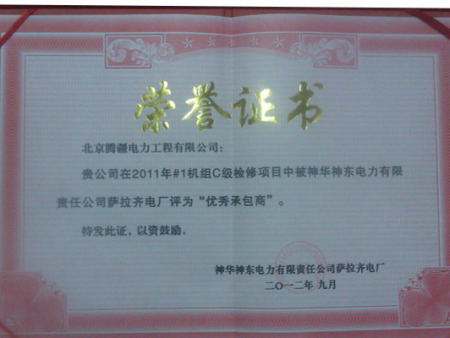 荣誉证书
北京腾疆电力工程有限公司：
贵公司在2011年#1机组C级检修项目中被神华神东电力有限
责任公司萨拉齐电厂评为“优秀承包商”。
特发此证，以资鼓励。
神华神东电力有限责任公司萨拉齐电厂
二〇一二年 九月